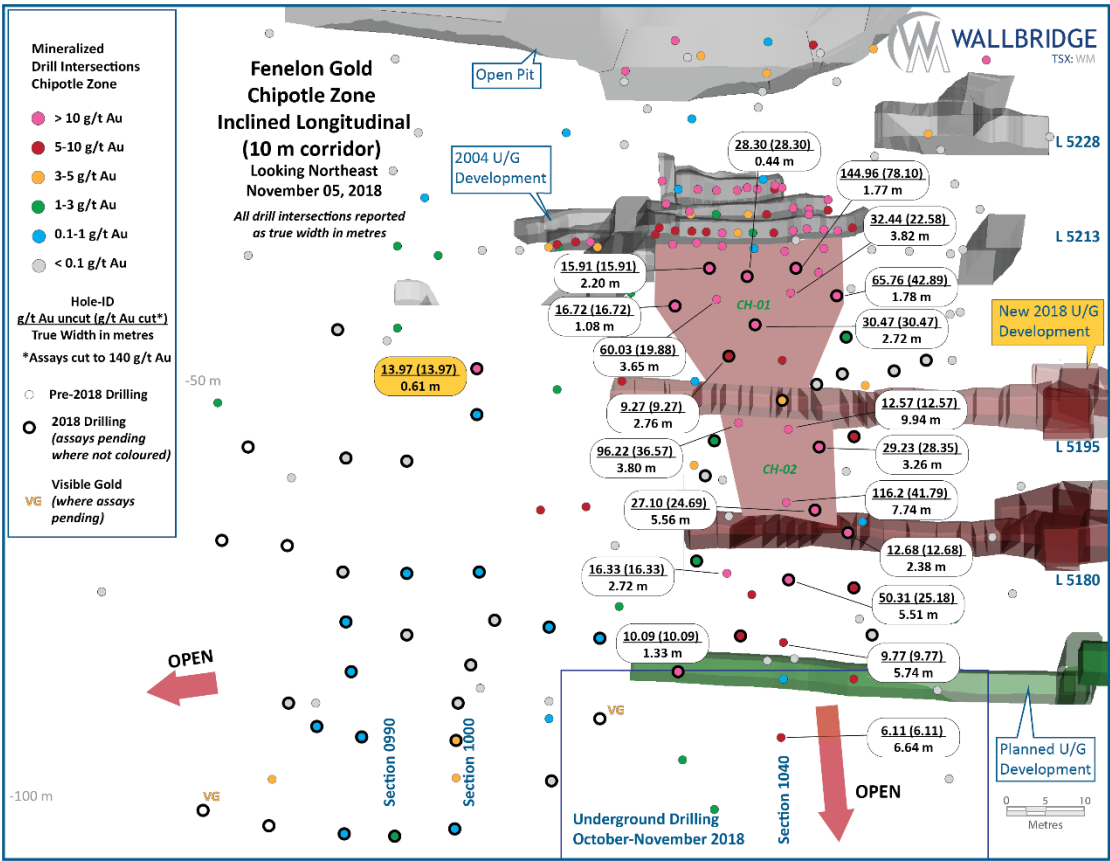 Mineralized
Drill Intersections
Chipotle Zone
> 10 g/t Au
5-10 g/t Au
3-5 g/t Au
1-3 g/t Au
0.1-1 g/t Au
< 0.1 g/t Au
Hole-ID
g/t Au uncut (g/t Au cut*)
True Width in metres
*Assays cut to 140 g/t Au
Pre-2018 Drilling
2018 Drilling
(assays pending
where not coloured)
VG
Visible Gold
(where assays
pending)
Fenelon Gold
Chipotle Zone
Inclined Longitudinal
(10 m corridor)
Looking Northeast
November 05, 2018
All drill intersections reported
as true width in metres
Open Pit
WALLBRIDGE
TSX: WM
2004 U/G
Development
L 5228
28.30 (28.30)
0.44 m
144.96 (78.10)
1.77 m
32.44 (22.58)
3.82 m
L 5213
15.91 (15.91)
2.20 m
65.76 (42.89)
1.78 m
CH-01
16.72 (16.72)
1.08 m
30.47 (30.47)
2.72 m
New 2018 U/G
Development
60.03 (19.88)
3.65 m
13.97 (13.97)
0.61 m
-50 m
9.27 (9.27)
2.76 m
12.57 (12.57)
9.94 m
L 5195
96.22 (36.57)
3.80 m
29.23 (28.35)
3.26 m
CH-02
27.10 (24.69)
5.56 m
116.2 (41.79)
7.74 m
12.68 (12.68)
2.38 m
L 5180
16.33 (16.33)
2.72 m
50.31 (25.18)
5.51 m
10.09 (10.09)
1.33 m
9.77 (9.77)
5.74 m
OPEN
VG
6.11 (6.11)
6.64 m
Planned U/G
Development
Section 0990
Section 1000
Section 1040
OPEN
VG
-100 m
Underground Drilling
October-November 2018
0 5 10
Metres